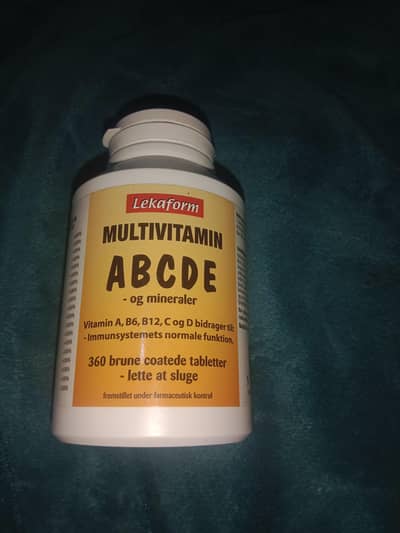 Lekaform
MULTIVITAMIN
ABCDE
- og mineraler
Vitamin A, B6, B12, C og D bidrager til:
- Immunsystemets normale funktion.
360 brune coatede tabletter
- lette at sluge
fremstillet under farmaceutisk kontrol